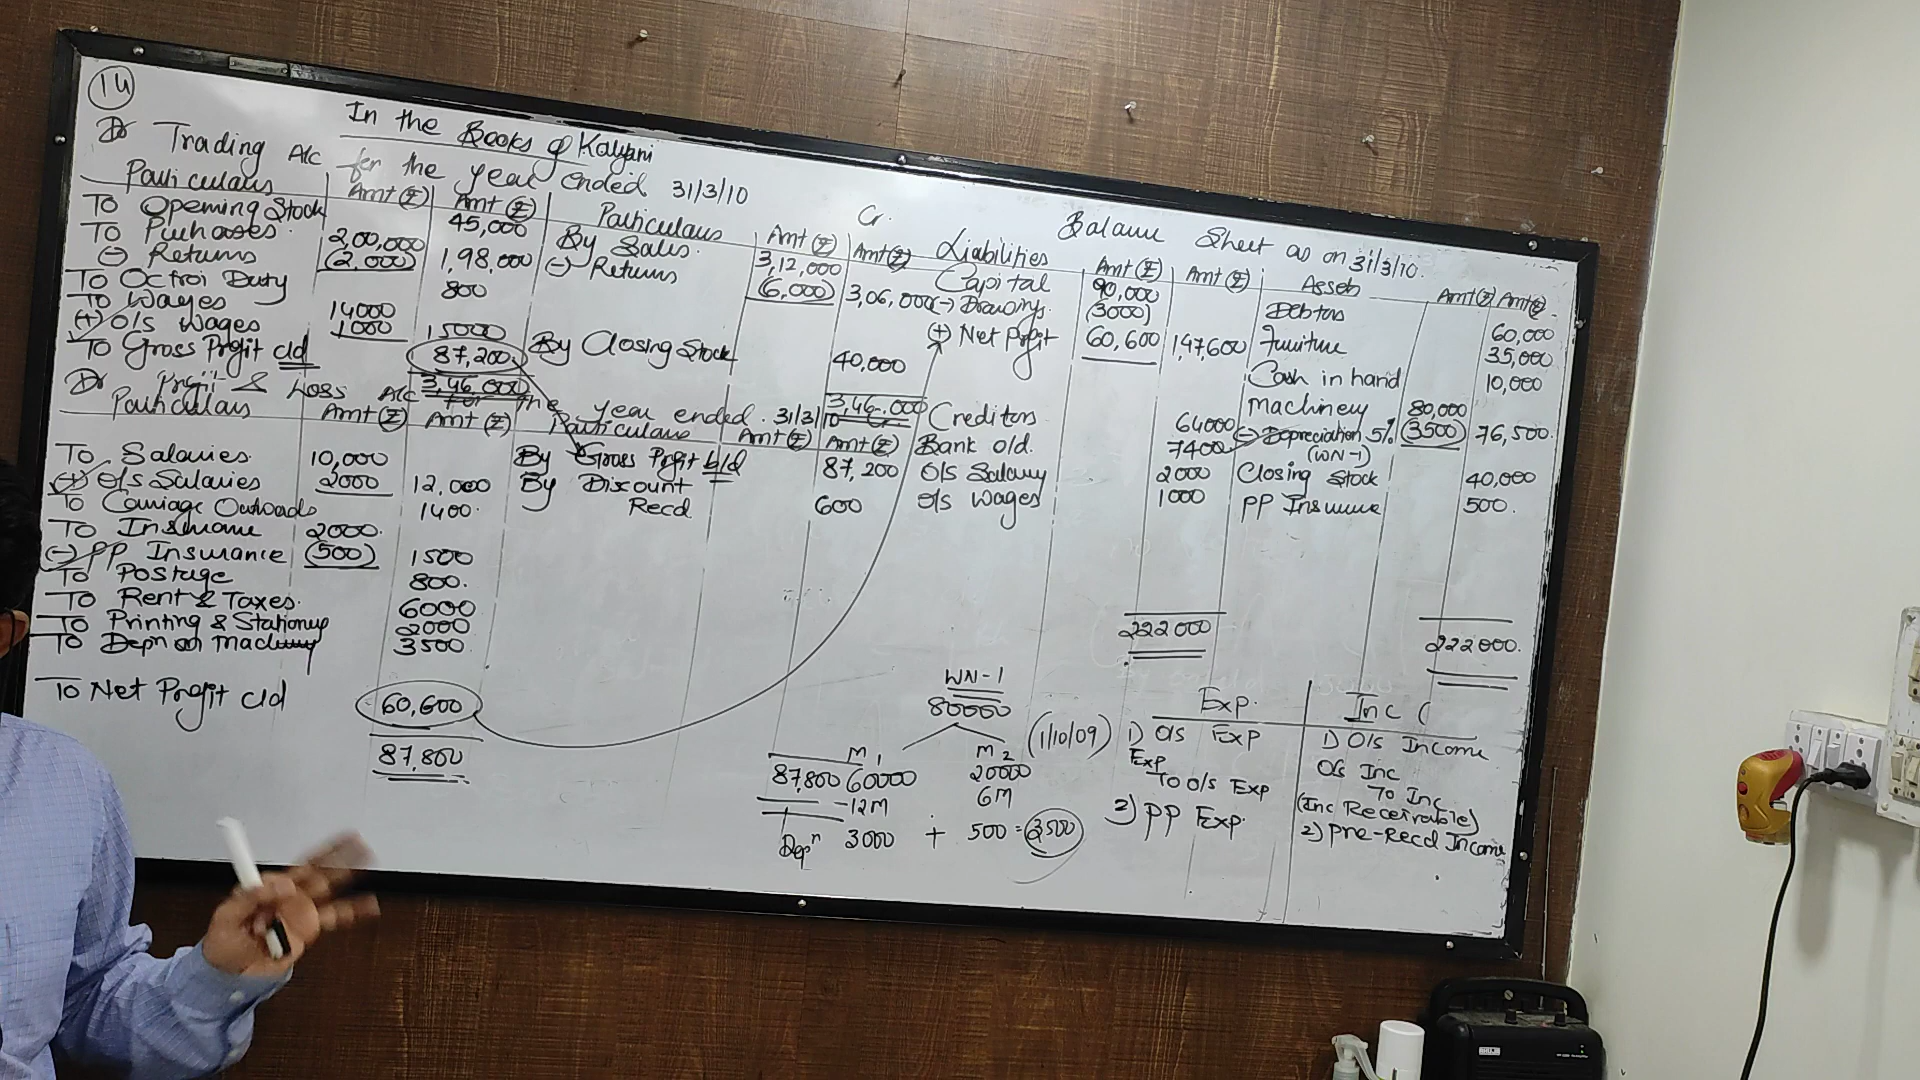 14
In the Books of Kalyani
Dr Trading A/c for the year ended 31/3/10 Cr.
Particulars Amt (₹) Amt (₹) Particulars Amt (₹) Amt (₹)
To Opening Stock 45,000 By Sales. 3,12,000
To Purhases. 2,00,000 (-) Returns (6,000) 3,06,000
(-) Returns (2,000) 1,98,000
To Octroi Duty 800
To Wages 14000
(+) O/s Wages 1000 15000 By Closing Stock 40,000
To Gross Profit c/d 87,200
3,46,000 3,46,000
Dr Profit & Loss A/c for the year ended. 31/3/10 Cr
Particulars Amt (₹) Amt (₹) Particulars Amt (₹) Amt (₹)
To Salaries 10,000 By Gross Profit b/d 87,200
(+) O/s Salaries 2000 12,000 By Discount
To Carriage Outwads 1400. Recd 600
To Insurane 2000.
(-) PP Insurance (500) 1500
To Postage 800.
To Rent & Taxes. 6000
To Printing & Stationery 2000
To Depn on Machinery 3500
To Net Profit c/d 60,600
87,800 87,800
Balance Sheet as on 31/3/10.
Liabilities Amt (₹) Amt (₹) Assets Amt (₹) Amt (₹)
Capital 90,000 Debtors 60,000
(-) Drawings. (3000) Furniture 35,000
(+) Net Profit 60,600 1,47,600 Cash in hand 10,000
Creditors 64000 Machinery 80,000
Bank o/d. 7400 (-) Depreciation 5% (3500) 76,500.
(WN-1)
O/s Salary 2000 Closing Stock 40,000
O/s Wages 1000 PP Insurance 500.
222000 222000.
WN-1
80000
M1 M2 (1/10/09)
60000 20000
-12M 6M
Depn 3000 + 500 = 3500
Exp. Inc (
1) O/s Exp 1) O/s Income
Exp O/s Inc
To O/s Exp To Inc
(Inc Receivable)
2) PP Exp. 2) Pre-Recd Income